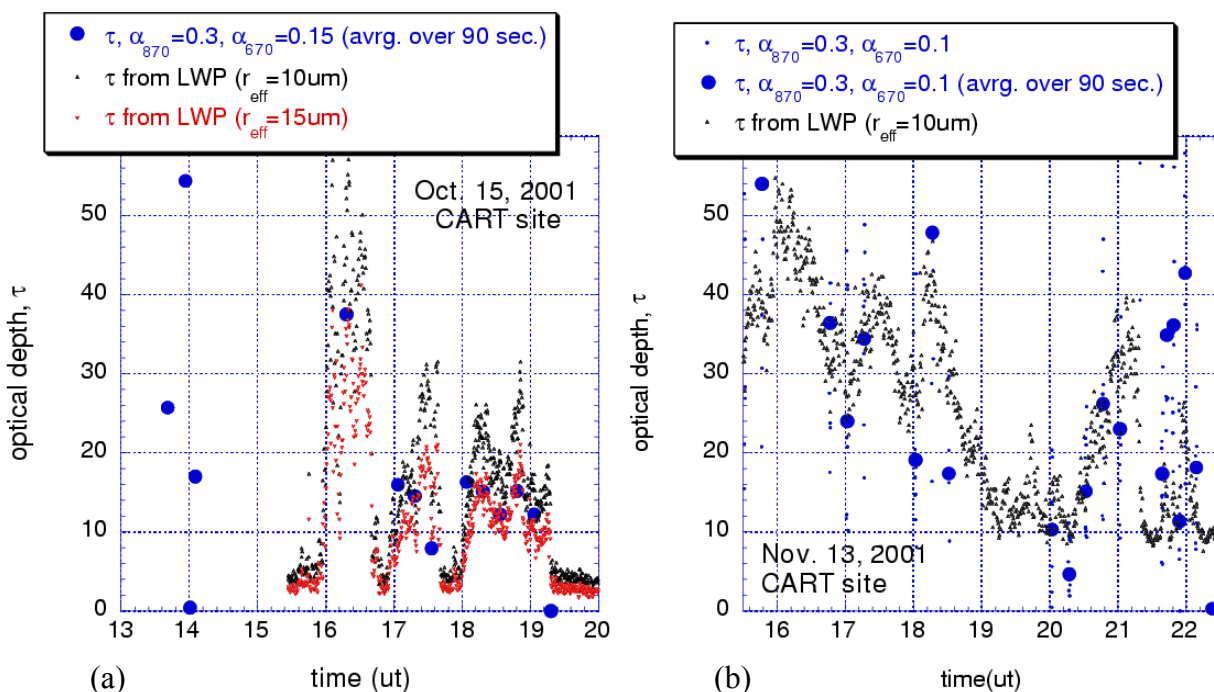 τ, α870=0.3, α670=0.15 (avrg. over 90 sec.)
τ from LWP (reff=10um)
τ from LWP (reff=15um)
Oct. 15, 2001
CART site
50
40
30
20
10
0
optical depth, τ
13 14 15 16 17 18 19 20
(a) time (ut)
τ, α870=0.3, α670=0.1
τ, α870=0.3, α670=0.1 (avrg. over 90 sec.)
τ from LWP (reff=10um)
50
40
30
20
10
0
optical depth, τ
Nov. 13, 2001
CART site
16 17 18 19 20 21 22
(b) time(ut)